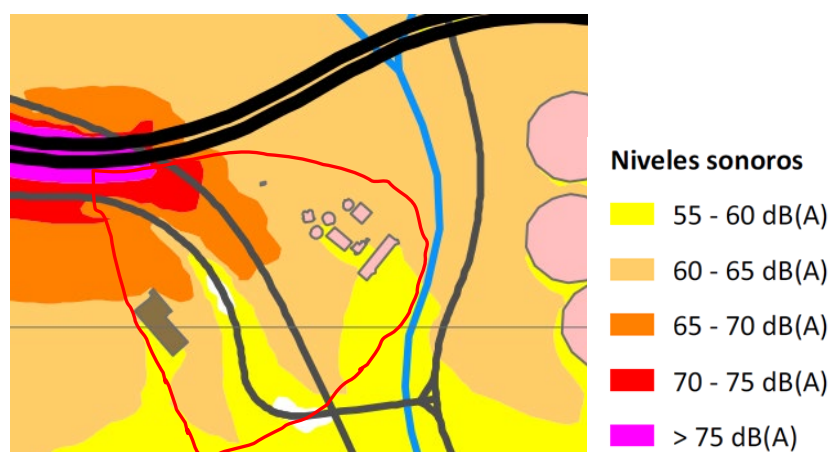 Niveles sonoros
55 - 60 dB(A)
60 - 65 dB(A)
65 - 70 dB(A)
70 - 75 dB(A)
> 75 dB(A)